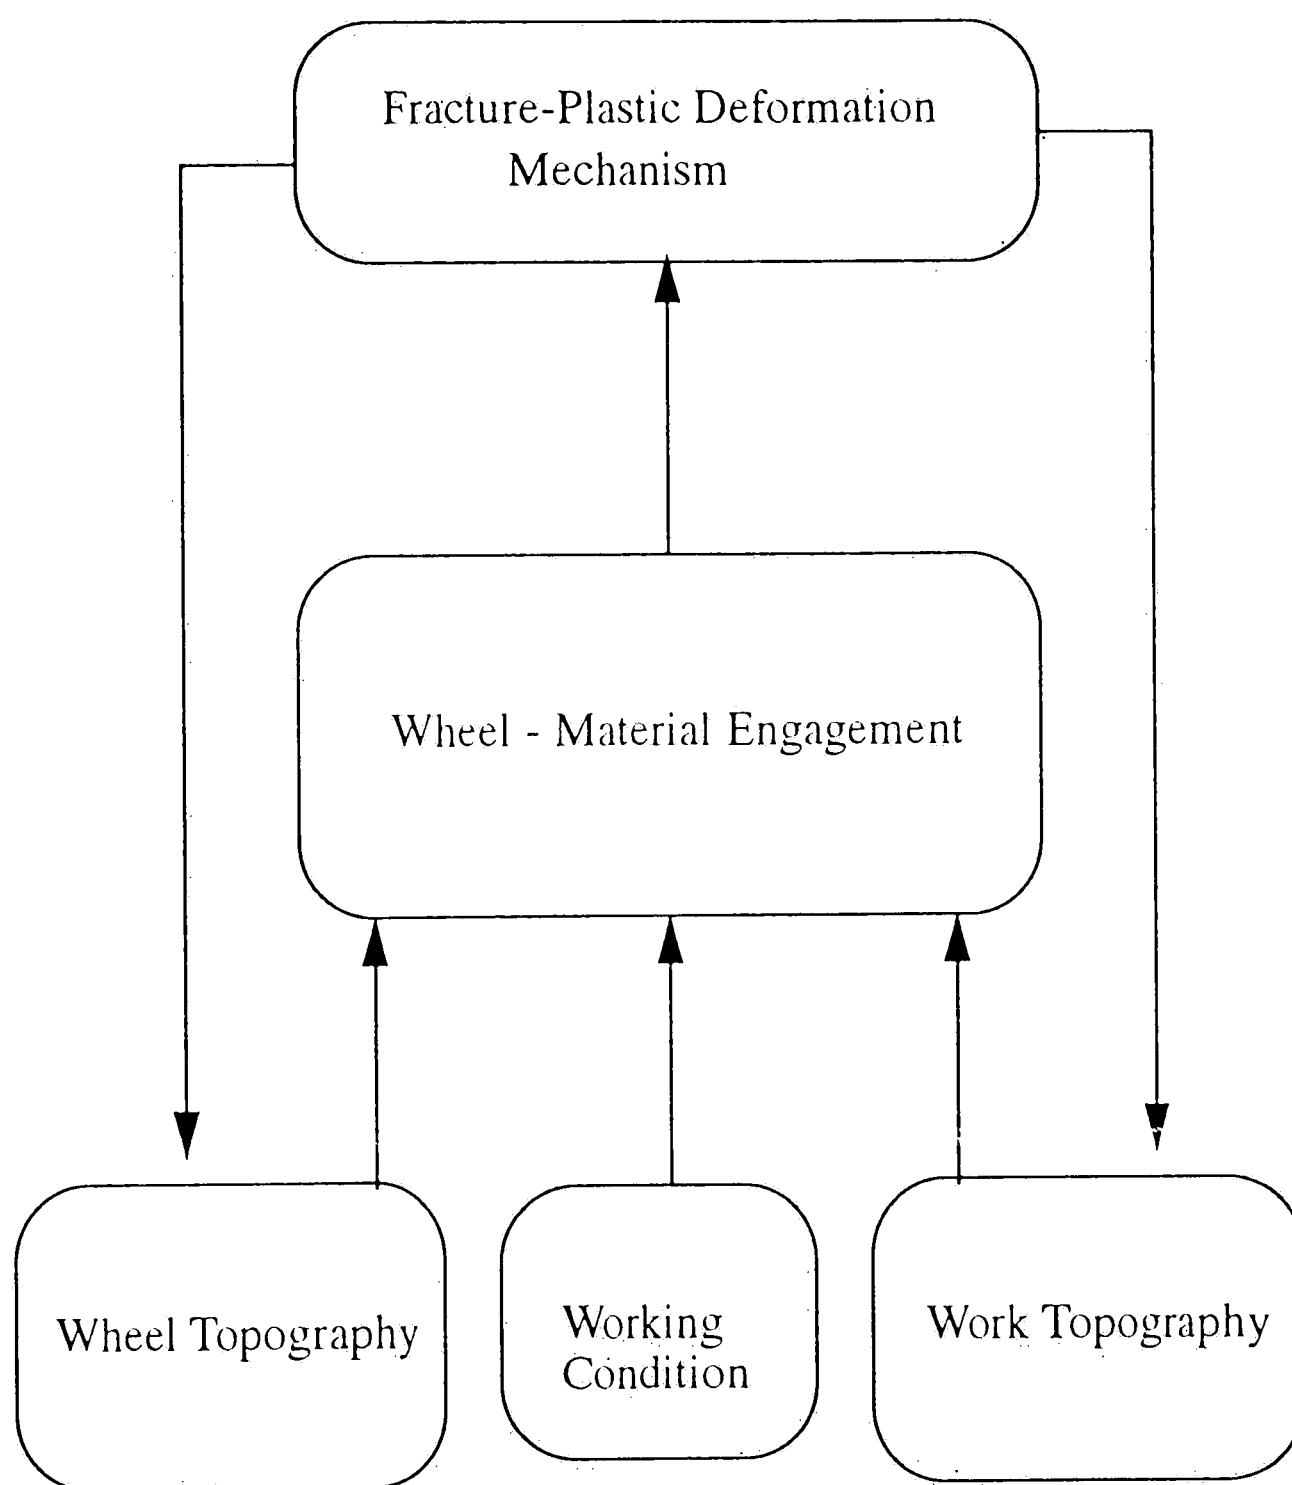 Fracture-Plastic Deformation
Mechanism
Wheel - Material Engagement
Wheel Topography
Working
Condition
Work Topography